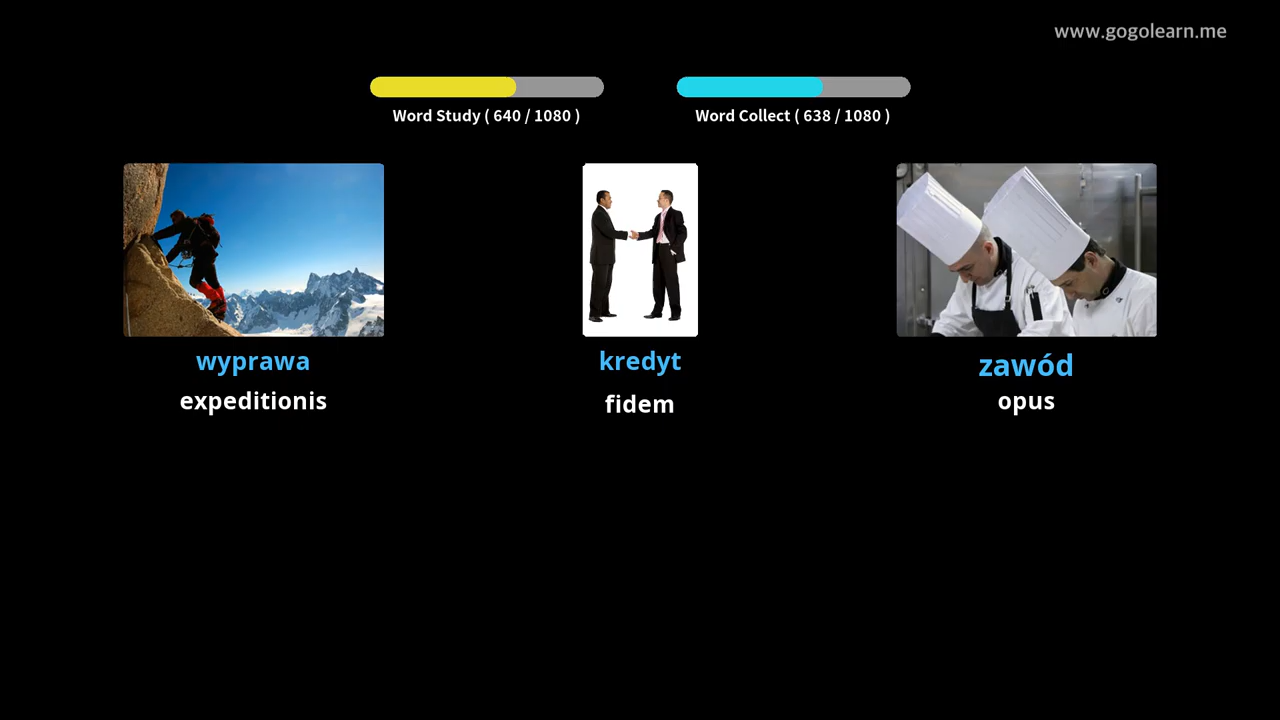 www.gogolearn.me
Word Study ( 640 / 1080 )
Word Collect ( 638 / 1080 )
wyprawa
expeditionis
kredyt
fidem
zawód
opus